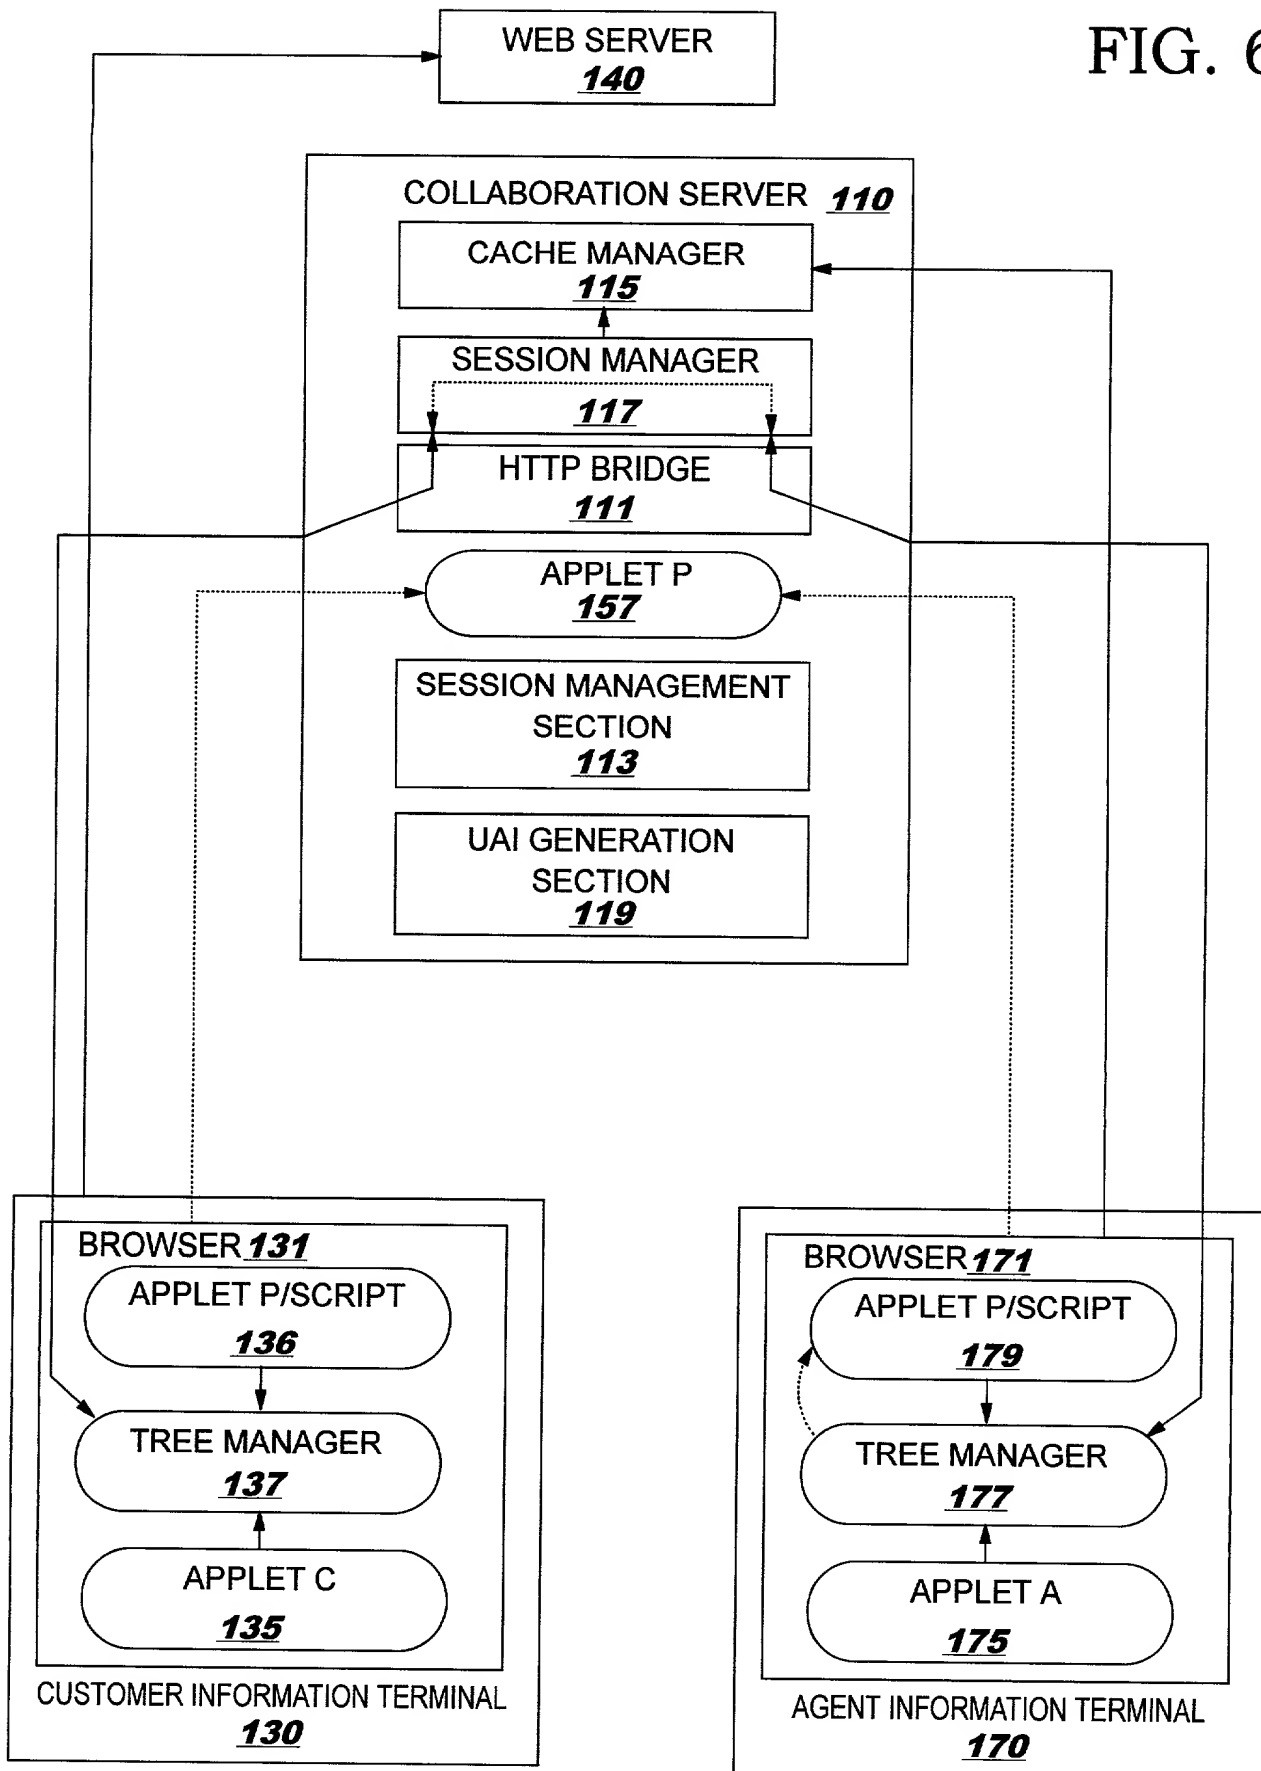 WEB SERVER
140
FIG. 6
COLLABORATION SERVER 110
CACHE MANAGER
115
SESSION MANAGER
117
HTTP BRIDGE
111
APPLET P
157
SESSION MANAGEMENT
SECTION
113
UAI GENERATION
SECTION
119
BROWSER 131
APPLET P/SCRIPT
136
TREE MANAGER
137
APPLET C
135
CUSTOMER INFORMATION TERMINAL
130
BROWSER 171
APPLET P/SCRIPT
179
TREE MANAGER
177
APPLET A
175
AGENT INFORMATION TERMINAL
170